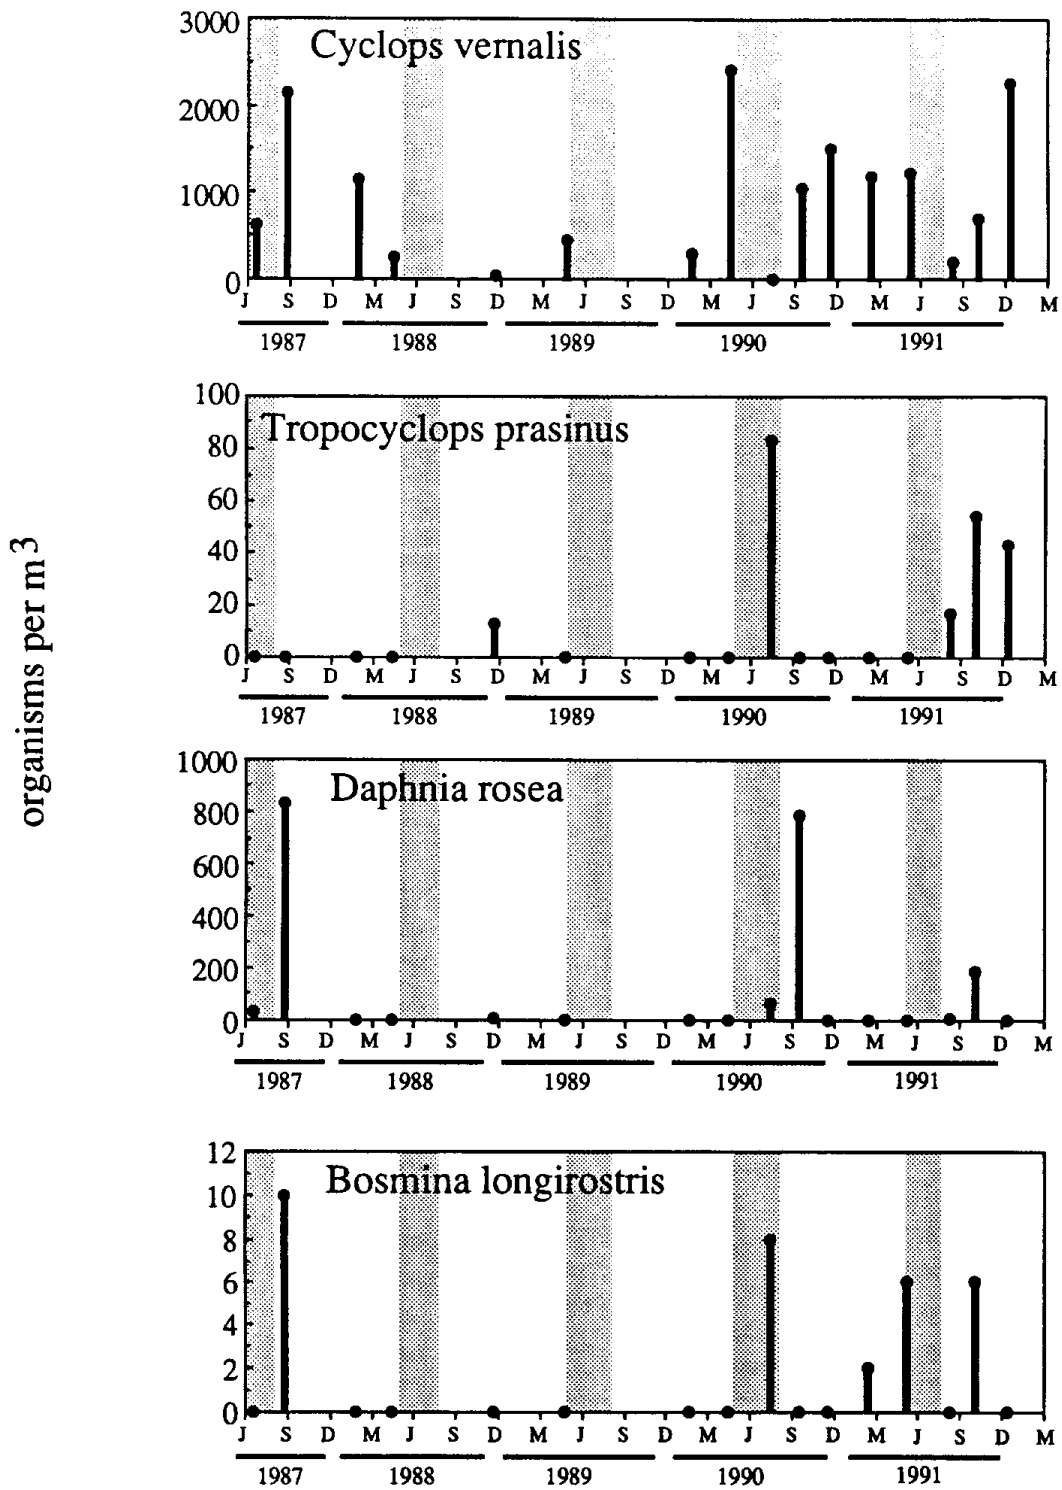 organisms per m3
Cyclops vernalis
3000
2000
1000
0
J S D M J S D M J S D M J S D M J S D M
1987 1988 1989 1990 1991
Tropocyclops prasinus
100
80
60
40
20
0
J S D M J S D M J S D M J S D M J S D M
1987 1988 1989 1990 1991
Daphnia rosea
1000
800
600
400
200
0
J S D M J S D M J S D M J S D M J S D M
1987 1988 1989 1990 1991
Bosmina longirostris
12
10
8
6
4
2
0
J S D M J S D M J S D M J S D M J S D M
1987 1988 1989 1990 1991